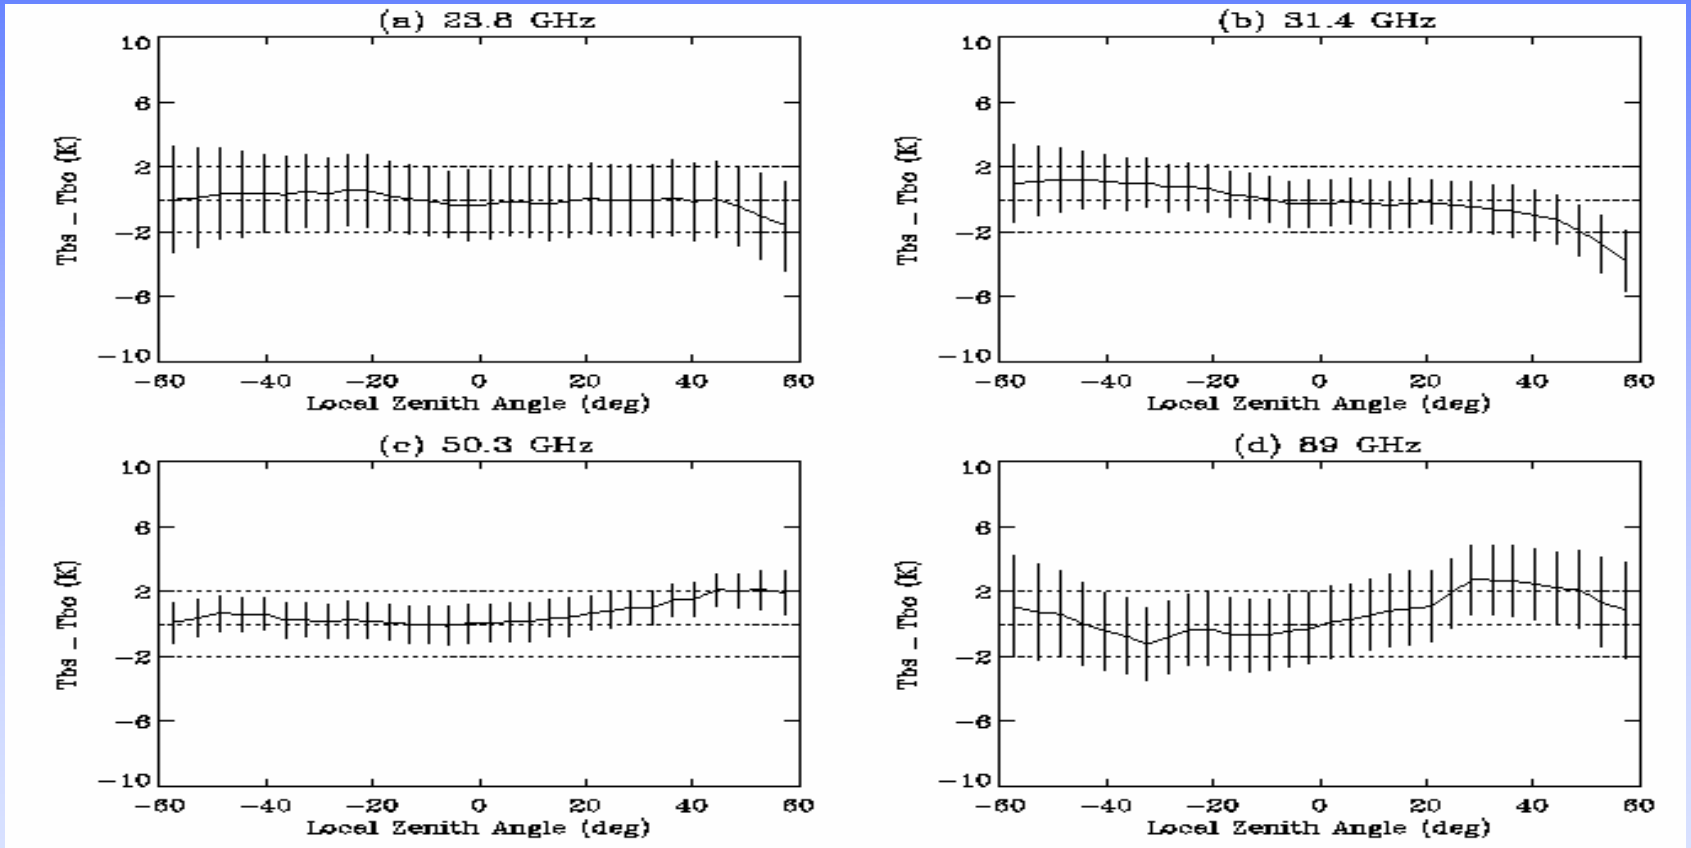 (a) 23.8 GHz
10
6
2
-2
-6
-10
Tbs - Tbo (K)
-60 -40 -20 0 20 40 60
Local Zenith Angle (deg)
(b) 31.4 GHz
10
6
2
-2
-6
-10
Tbs - Tbo (K)
-60 -40 -20 0 20 40 60
Local Zenith Angle (deg)
(c) 50.3 GHz
10
6
2
-2
-6
-10
Tbs - Tbo (K)
-60 -40 -20 0 20 40 60
Local Zenith Angle (deg)
(d) 89 GHz
10
6
2
-2
-6
-10
Tbs - Tbo (K)
-60 -40 -20 0 20 40 60
Local Zenith Angle (deg)